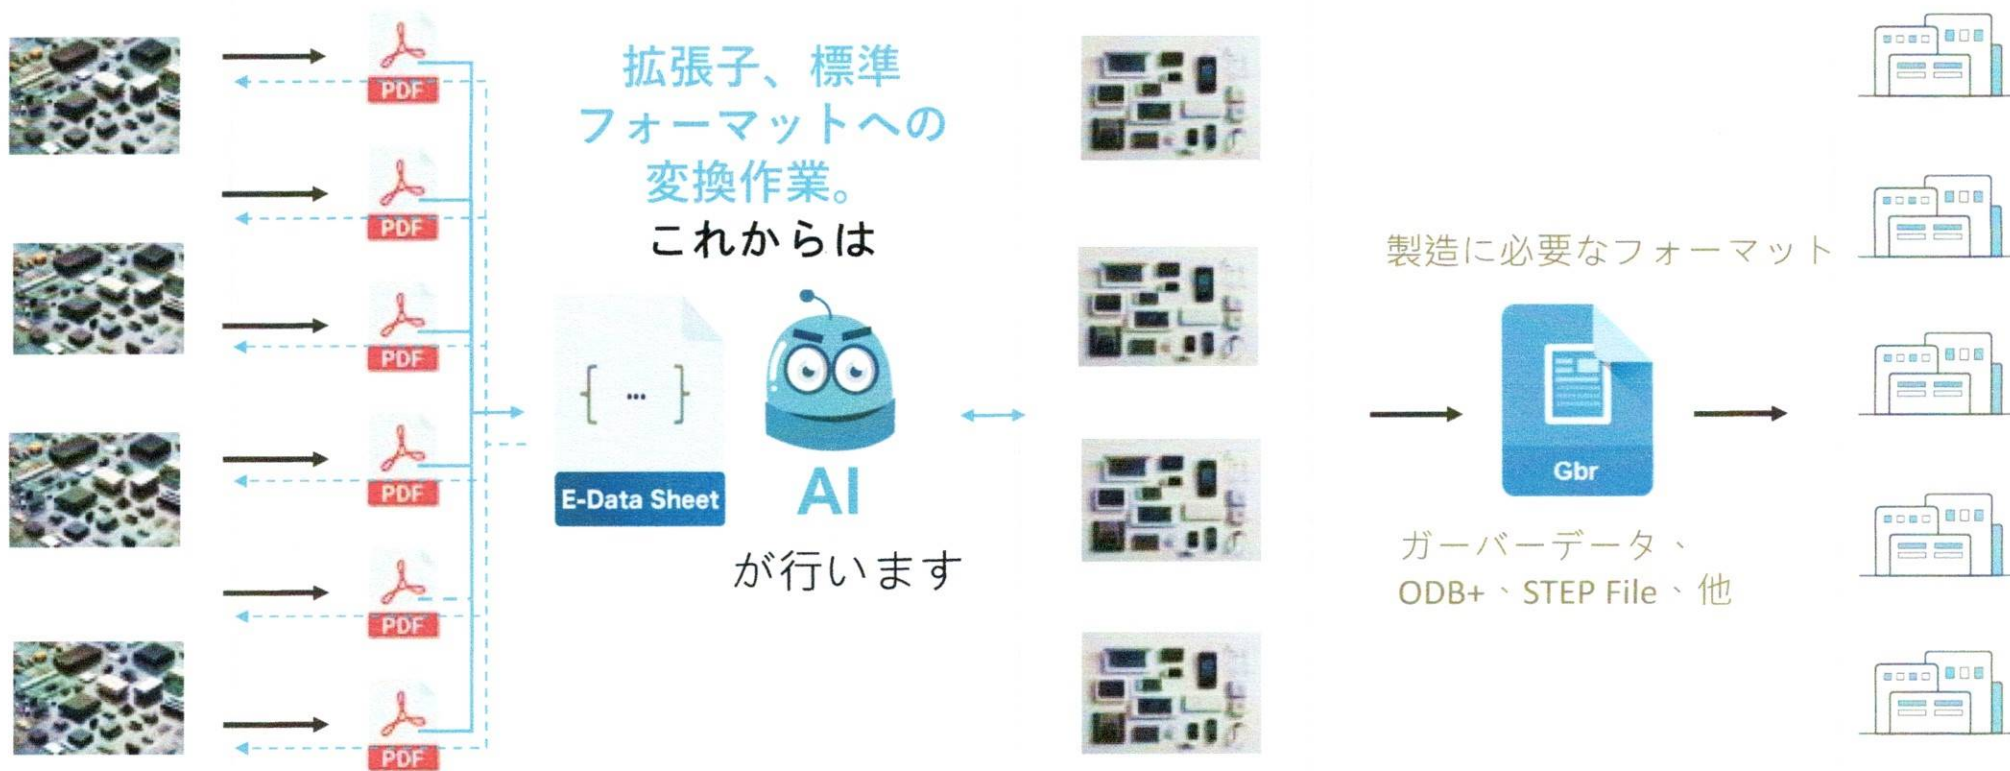 PDF
PDF
PDF
PDF
PDF
PDF
拡張子、標準
フォーマットへの
変換作業。
これからは
{ ... }
E-Data Sheet
AI
が行います
製造に必要なフォーマット
Gbr
ガーバーデータ、
ODB+、STEP File、他